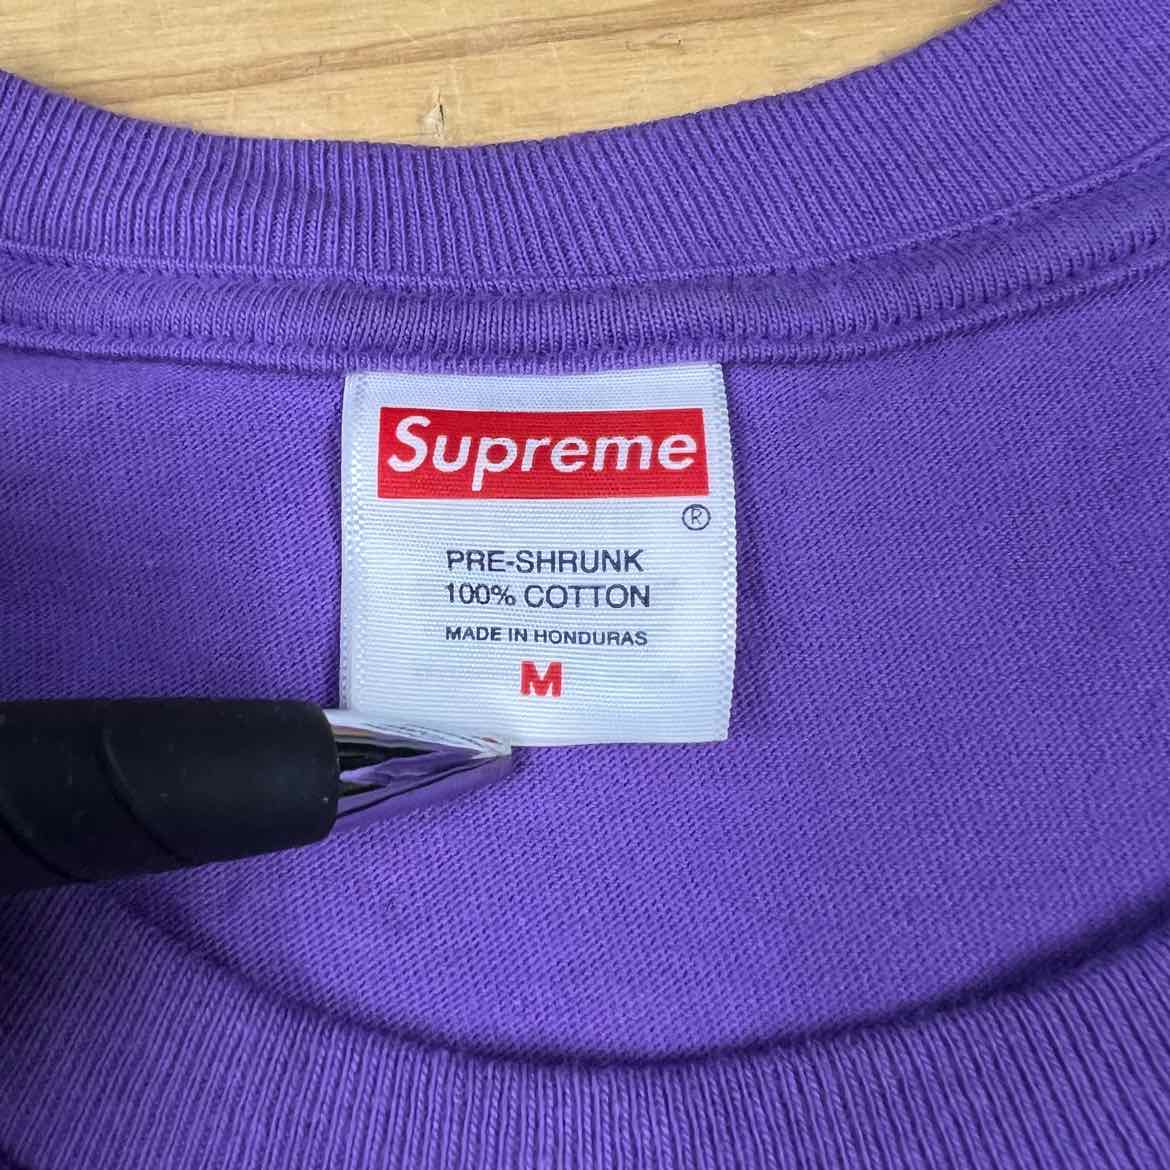 Supreme
®
PRE-SHRUNK
100% COTTON
MADE IN HONDURAS
M